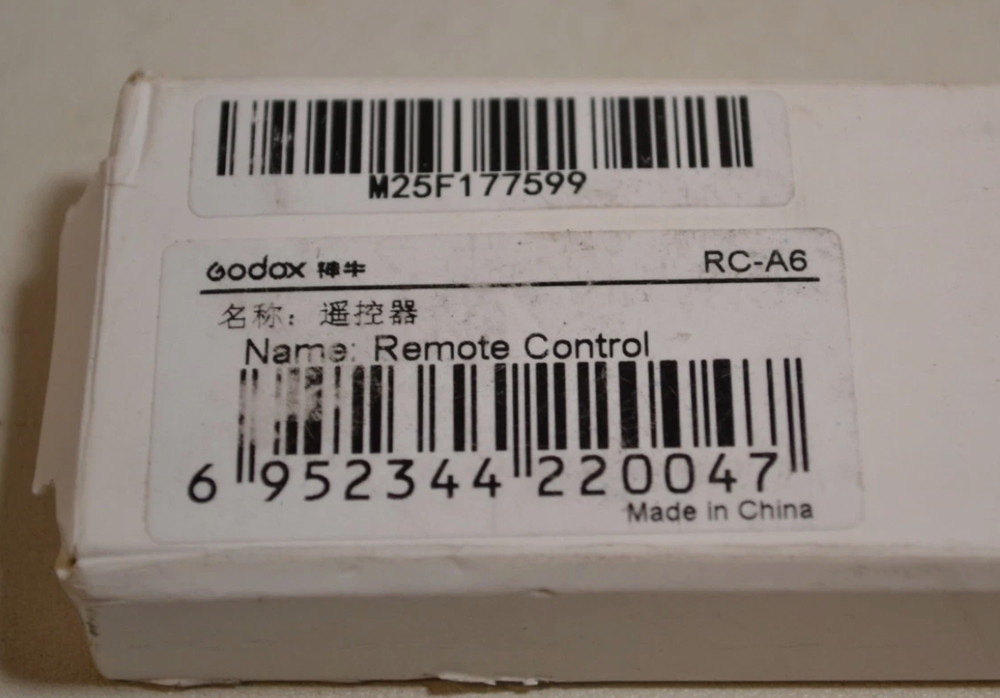 M25F177599
Godox 神牛 RC-A6
名称：遥控器
Name: Remote Control
6 952344 220047
Made in China